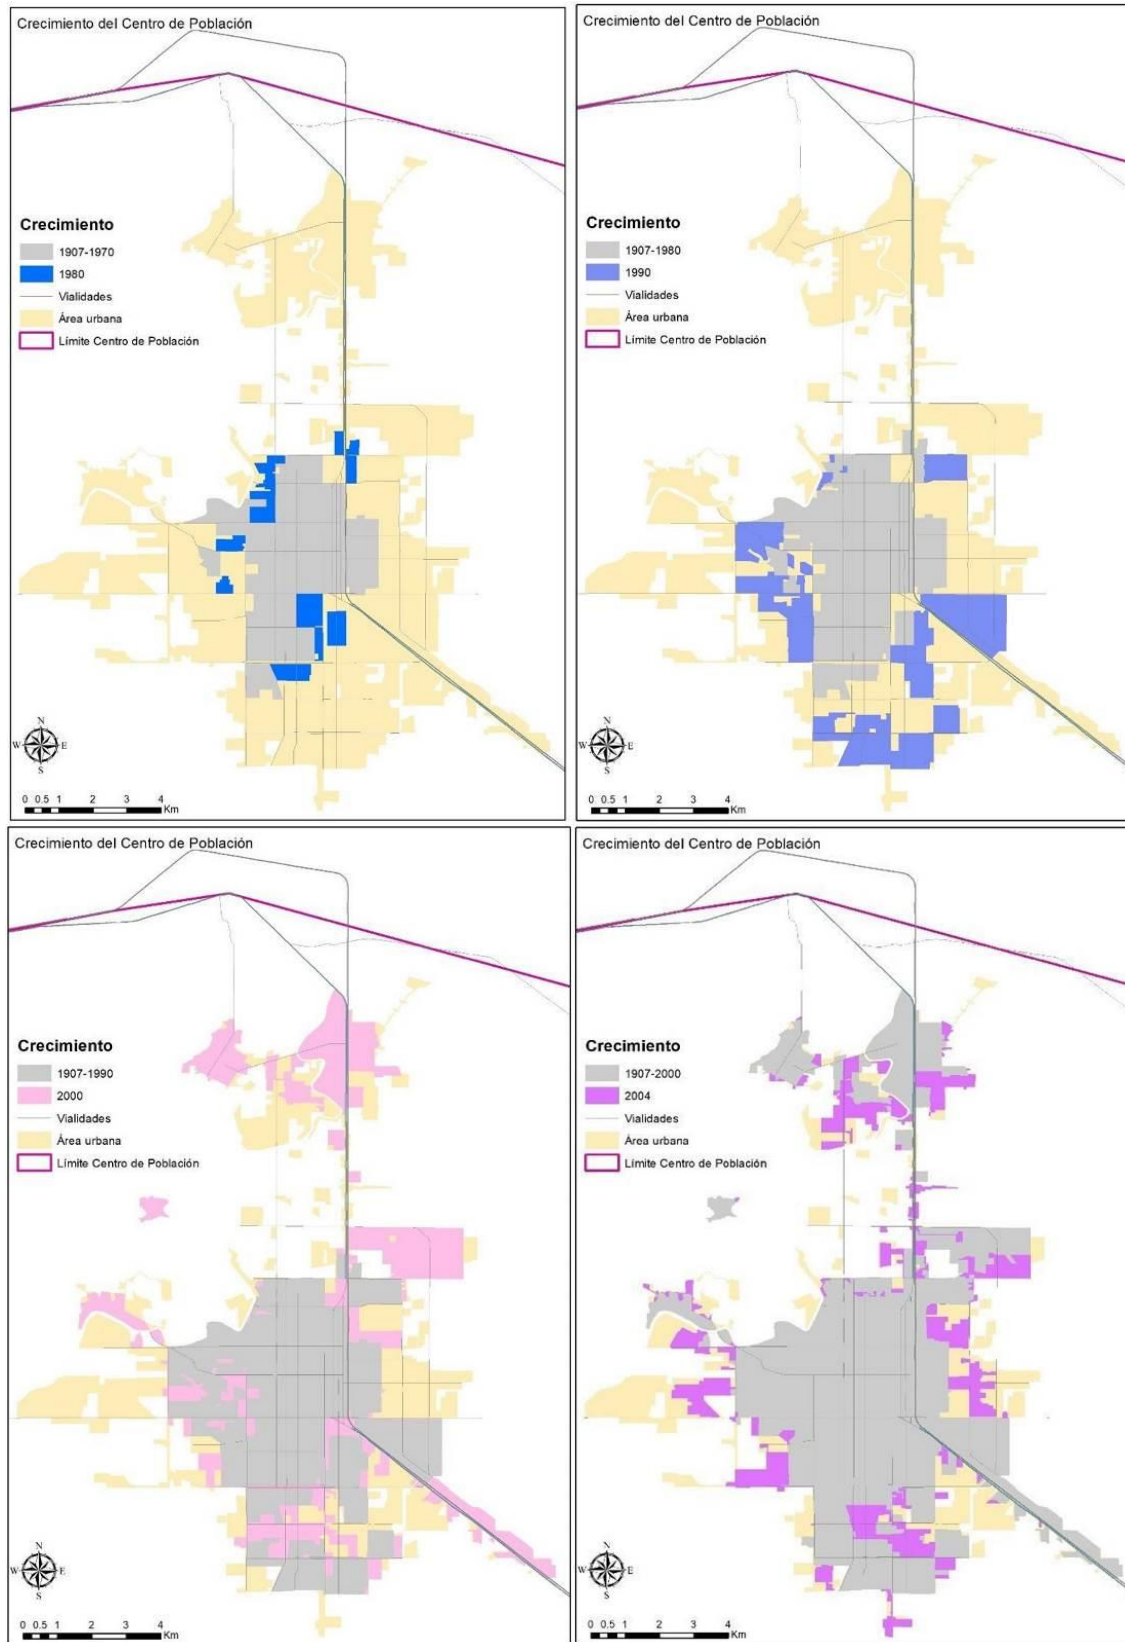 Crecimiento del Centro de Población
Crecimiento
1907-1970
1980
Vialidades
Área urbana
Límite Centro de Población
N
W E
S
0 0.5 1 2 3 4
Km
Crecimiento del Centro de Población
Crecimiento
1907-1980
1990
Vialidades
Área urbana
Límite Centro de Población
N
W E
S
0 0.5 1 2 3 4
Km
Crecimiento del Centro de Población
Crecimiento
1907-1990
2000
Vialidades
Área urbana
Límite Centro de Población
N
W E
S
0 0.5 1 2 3 4
Km
Crecimiento del Centro de Población
Crecimiento
1907-2000
2004
Vialidades
Área urbana
Límite Centro de Población
N
W E
S
0 0.5 1 2 3 4
Km